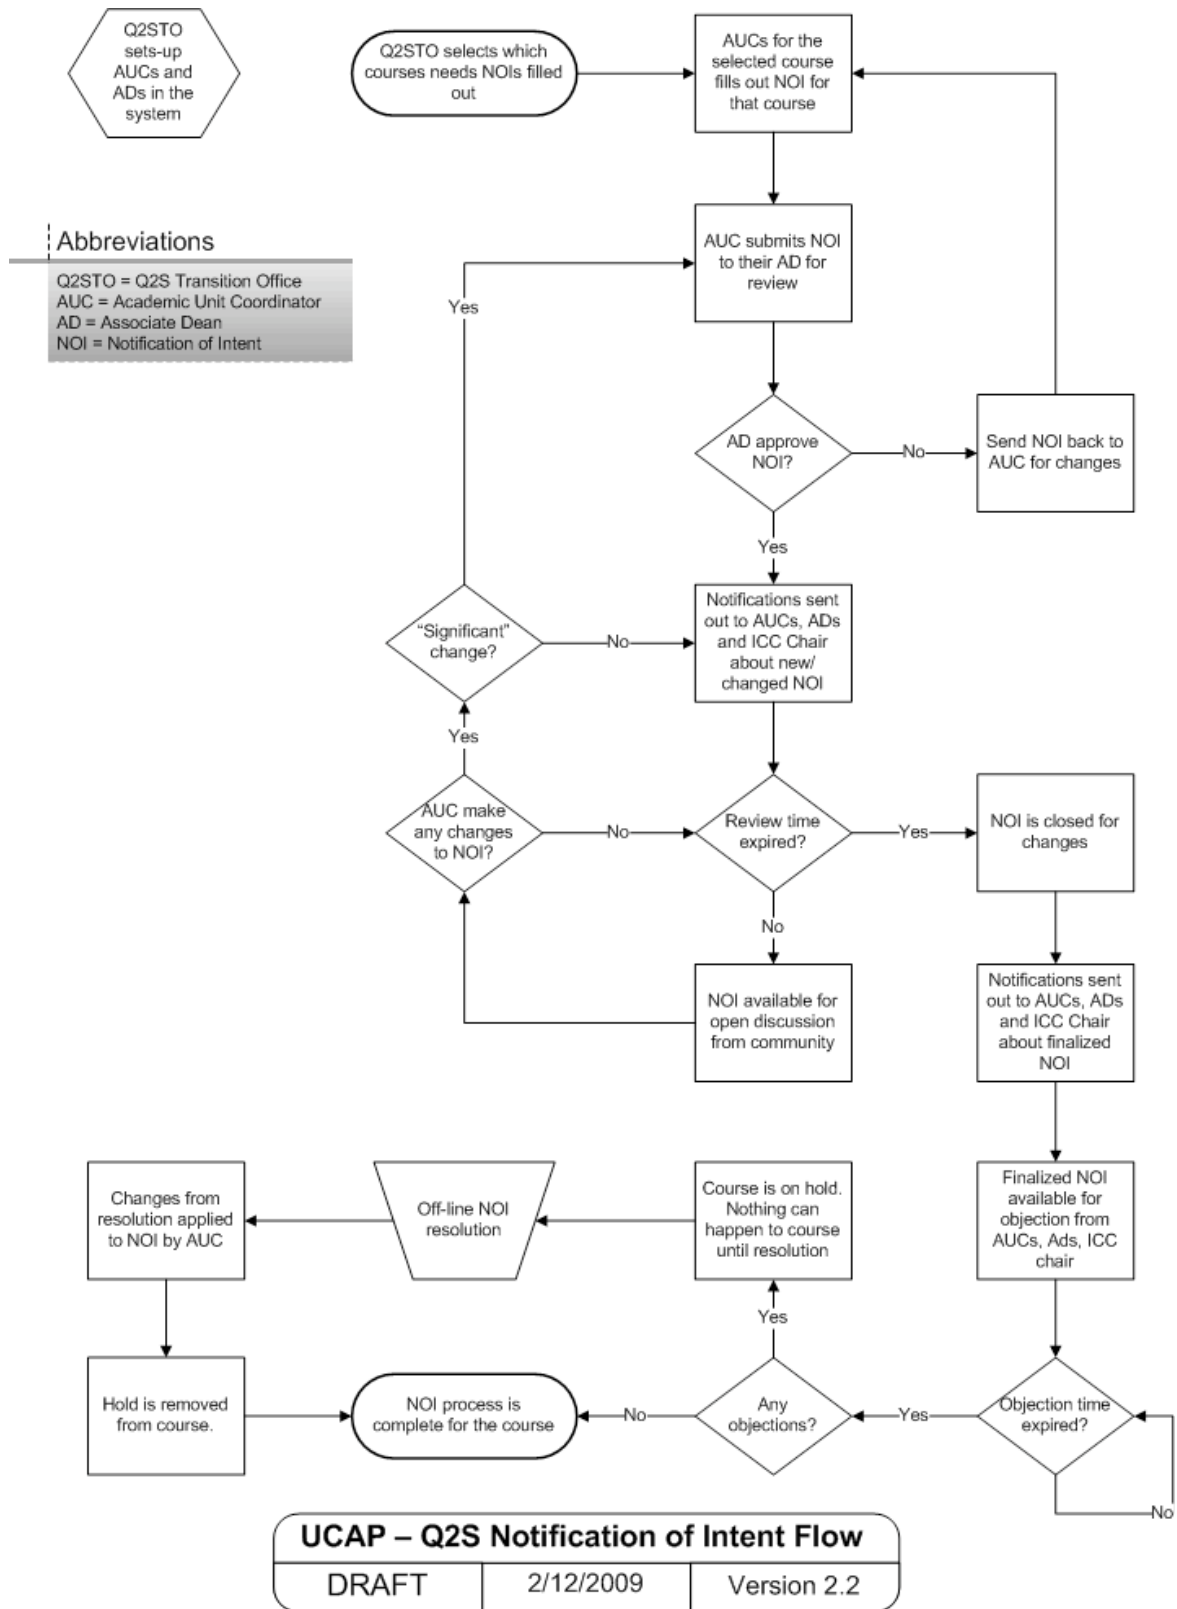 Q2STO
sets-up
AUCs and
ADs in the
system
Q2STO selects which
courses needs NOIs filled
out
AUCs for the
selected course
fills out NOI for
that course
Abbreviations
Q2STO = Q2S Transition Office
AUC = Academic Unit Coordinator
AD = Associate Dean
NOI = Notification of Intent
AUC submits NOI
to their AD for
review
Yes
AD approve
NOI?
No
Send NOI back to
AUC for changes
Yes
"Significant"
change?
No
Notifications sent
out to AUCs, ADs
and ICC Chair
about new/
changed NOI
Yes
AUC make
any changes
to NOI?
No
Review time
expired?
Yes
NOI is closed for
changes
No
NOI available for
open discussion
from community
Notifications sent
out to AUCs, ADs
and ICC Chair
about finalized
NOI
Changes from
resolution applied
to NOI by AUC
Off-line NOI
resolution
Course is on hold.
Nothing can
happen to course
until resolution
Finalized NOI
available for
objection from
AUCs, Ads, ICC
chair
Yes
Hold is removed
from course.
NOI process is
complete for the course
No
Any
objections?
Yes
Objection time
expired?
No
UCAP – Q2S Notification of Intent Flow
DRAFT
2/12/2009
Version 2.2